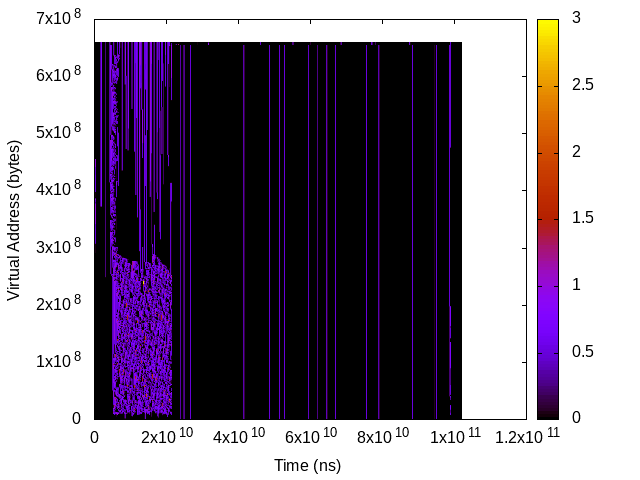 7x10^8
6x10^8
5x10^8
4x10^8
3x10^8
2x10^8
1x10^8
0
Virtual Address (bytes)
0 2x10^10 4x10^10 6x10^10 8x10^10 1x10^11 1.2x10^11
Time (ns)
3
2.5
2
1.5
1
0.5
0